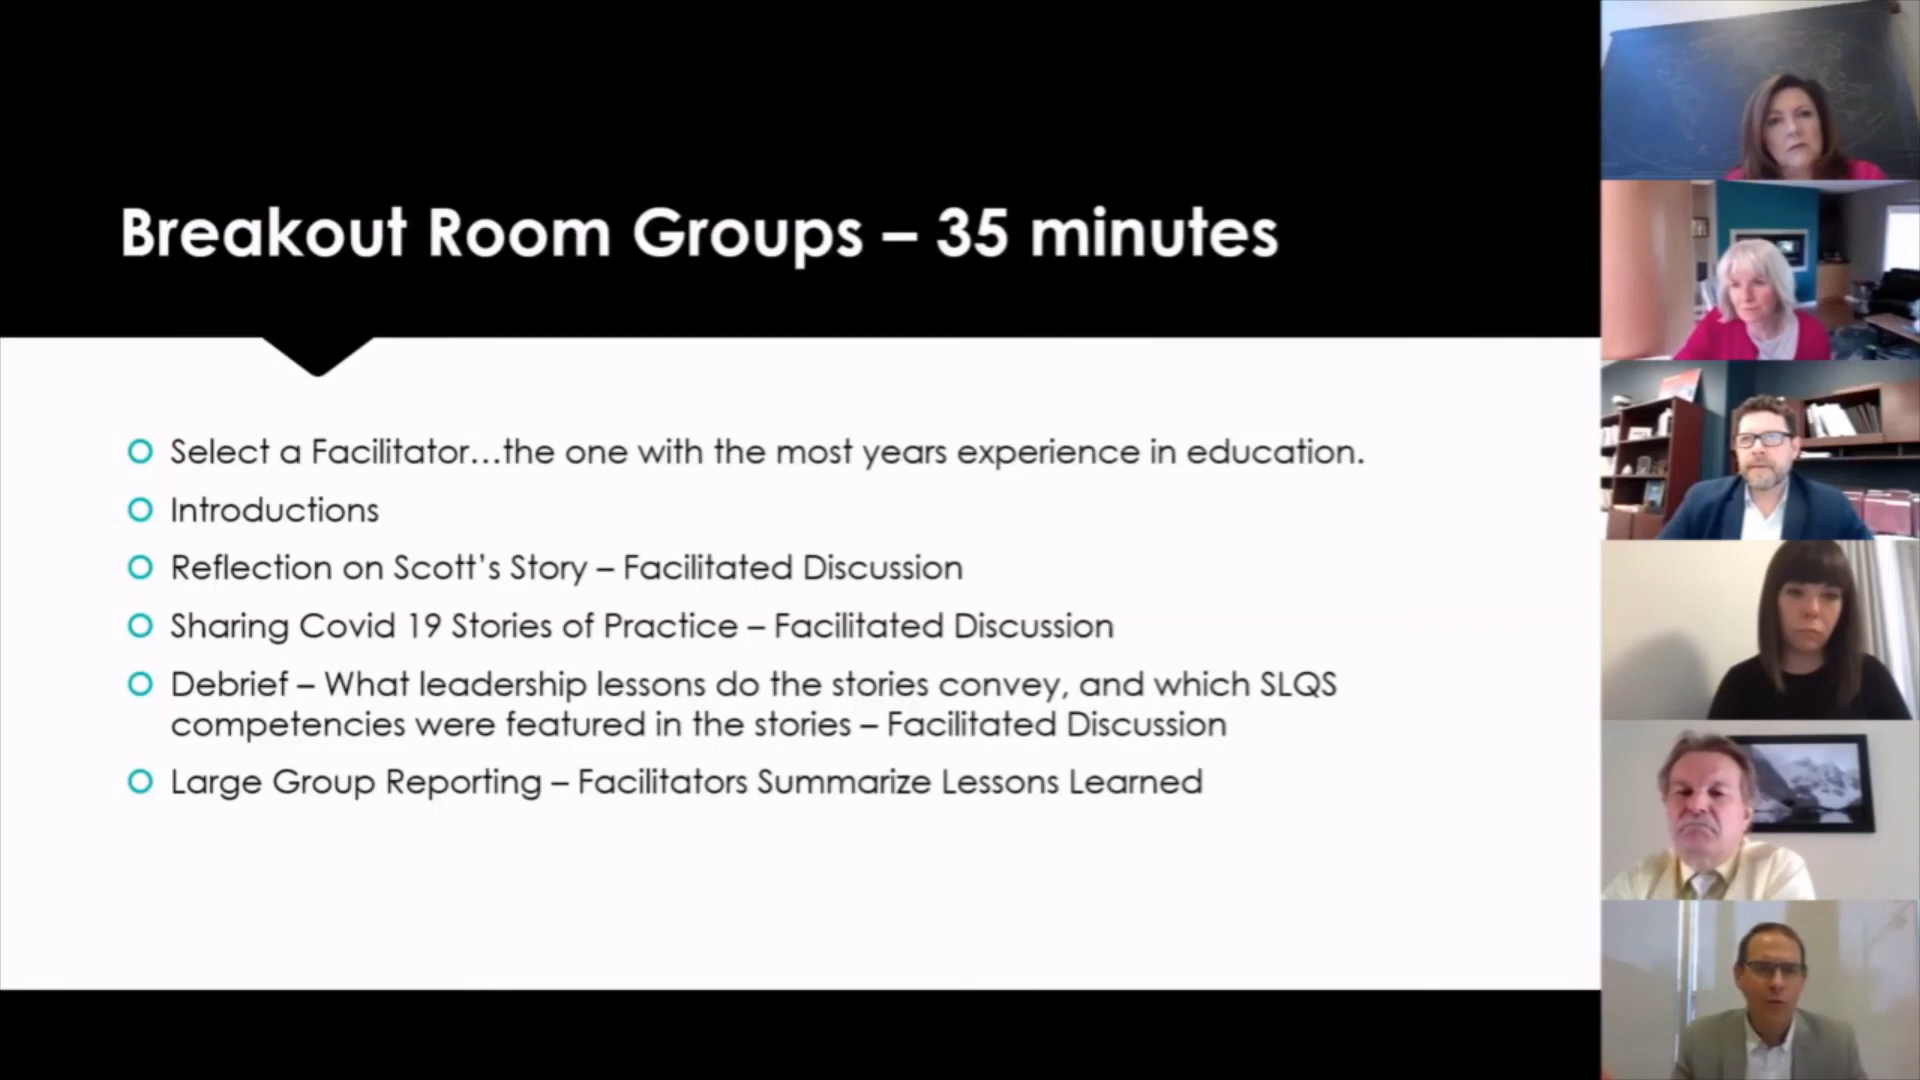 Breakout Room Groups – 35 minutes
Select a Facilitator...the one with the most years experience in education.
Introductions
Reflection on Scott's Story – Facilitated Discussion
Sharing Covid 19 Stories of Practice – Facilitated Discussion
Debrief – What leadership lessons do the stories convey, and which SLQS
competencies were featured in the stories – Facilitated Discussion
Large Group Reporting – Facilitators Summarize Lessons Learned